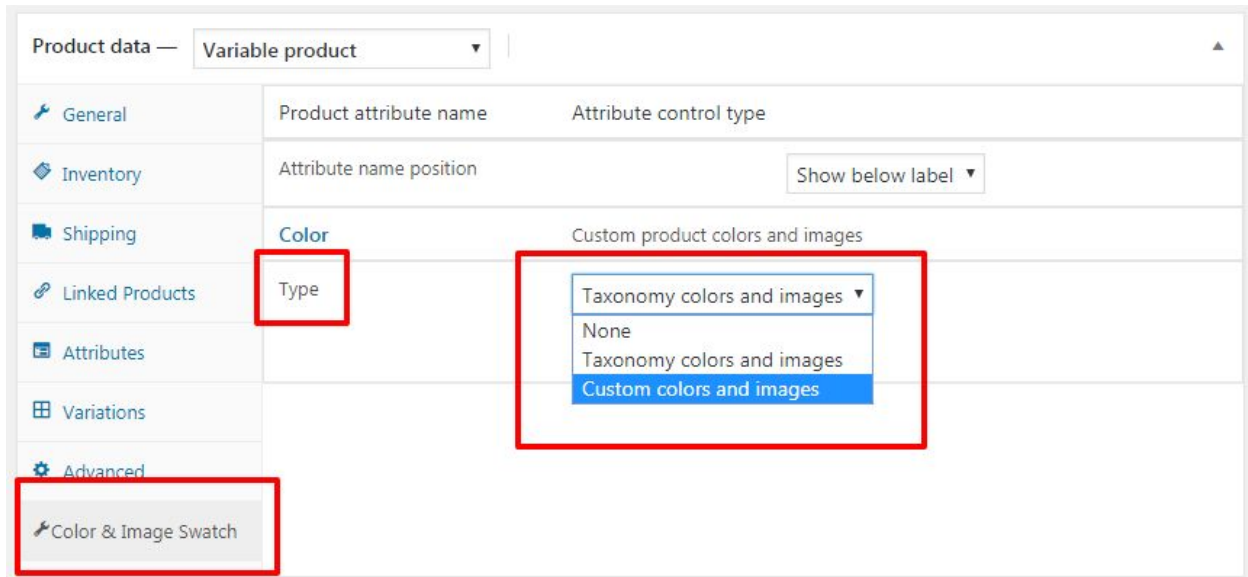 Product data — Variable product
General
Inventory
Shipping
Linked Products
Attributes
Variations
Advanced
Color & Image Swatch
Product attribute name Attribute control type
Attribute name position Show below label
Color Custom product colors and images
Type Taxonomy colors and images
None
Taxonomy colors and images
Custom colors and images